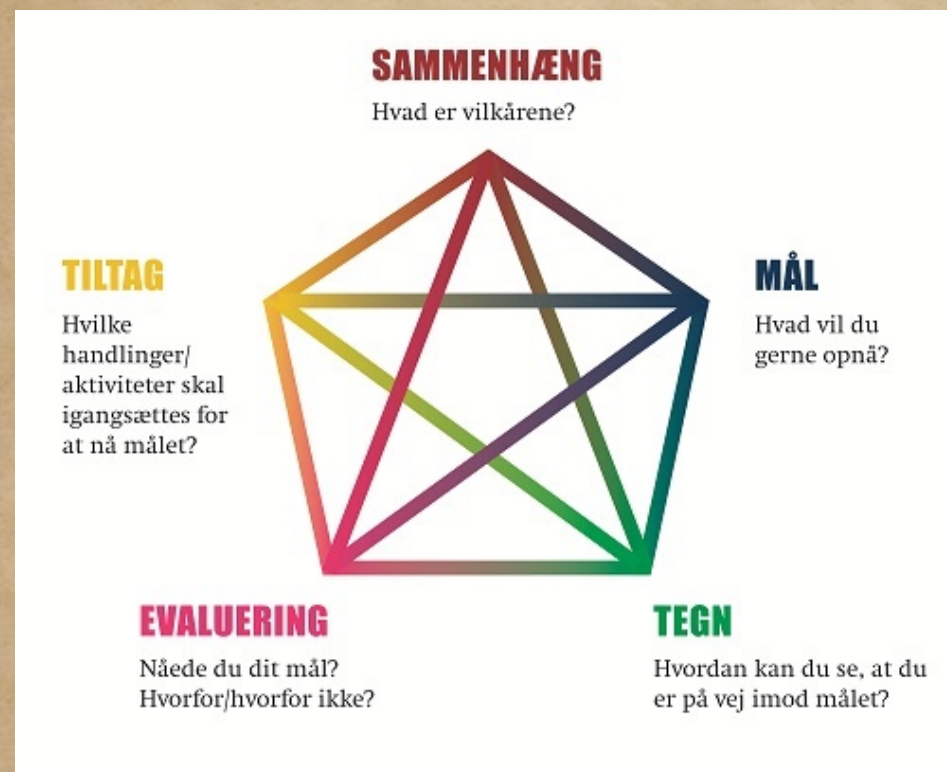 SAMMENHÆNG
Hvad er vilkårene?
MÅL
Hvad vil du
gerne opnå?
TEGN
Hvordan kan du se, at du
er på vej imod målet?
EVALUERING
Nåede du dit mål?
Hvorfor/hvorfor ikke?
TILTAG
Hvilke
handlinger/
aktiviteter skal
igangsættes for
at nå målet?